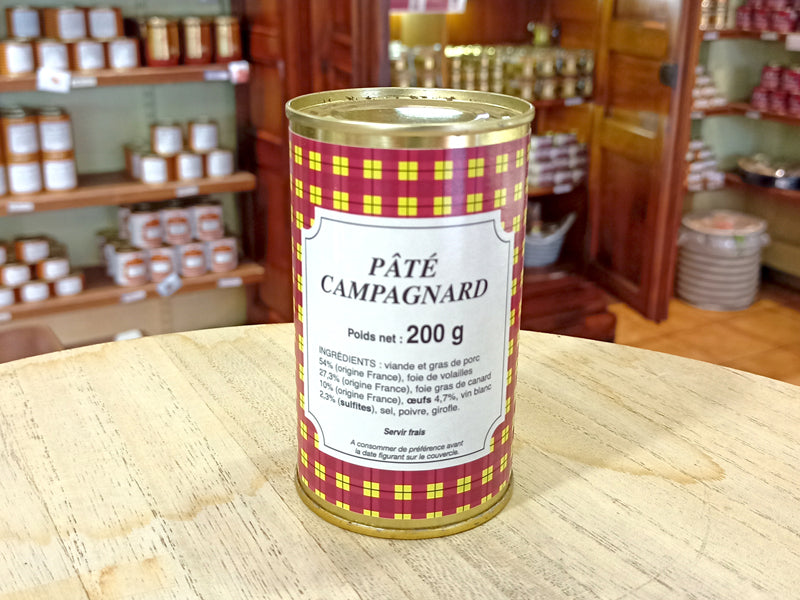 PÂTÉ
CAMPAGNARD
Poids net : 200 g
INGRÉDIENTS : viande et gras de porc
54% (origine France), foie de volailles
27,3% (origine France), foie gras de canard
10% (origine France), œufs 4,7%, vin blanc
2,3% (sulfites), sel, poivre, girofle.
Servir frais
A consommer de préférence avant
la date figurant sur le couvercle.